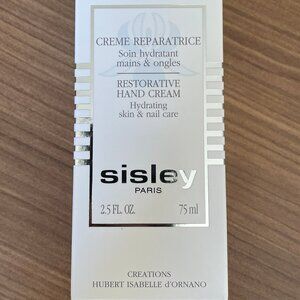 CREME REPARATRICE
Soin hydratant
mains & ongles
RESTORATIVE
HAND CREAM
Hydrating
skin & nail care
sisley
PARIS
2.5 FL. OZ. 75 ml
CREATIONS
HUBERT ISABELLE d'ORNANO